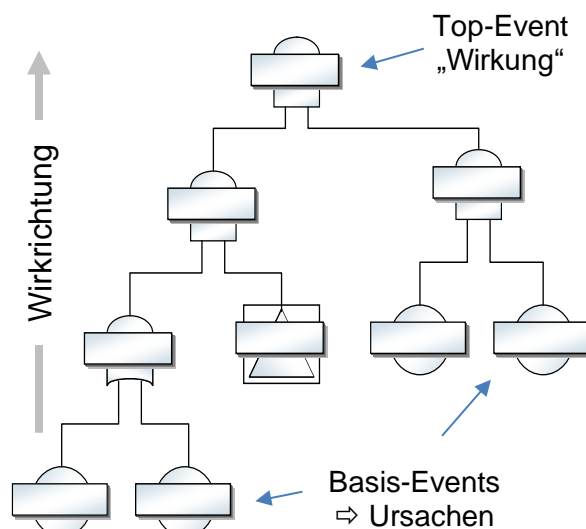 Top-Event
„Wirkung“
Wirkrichtung
Basis-Events
⇨ Ursachen